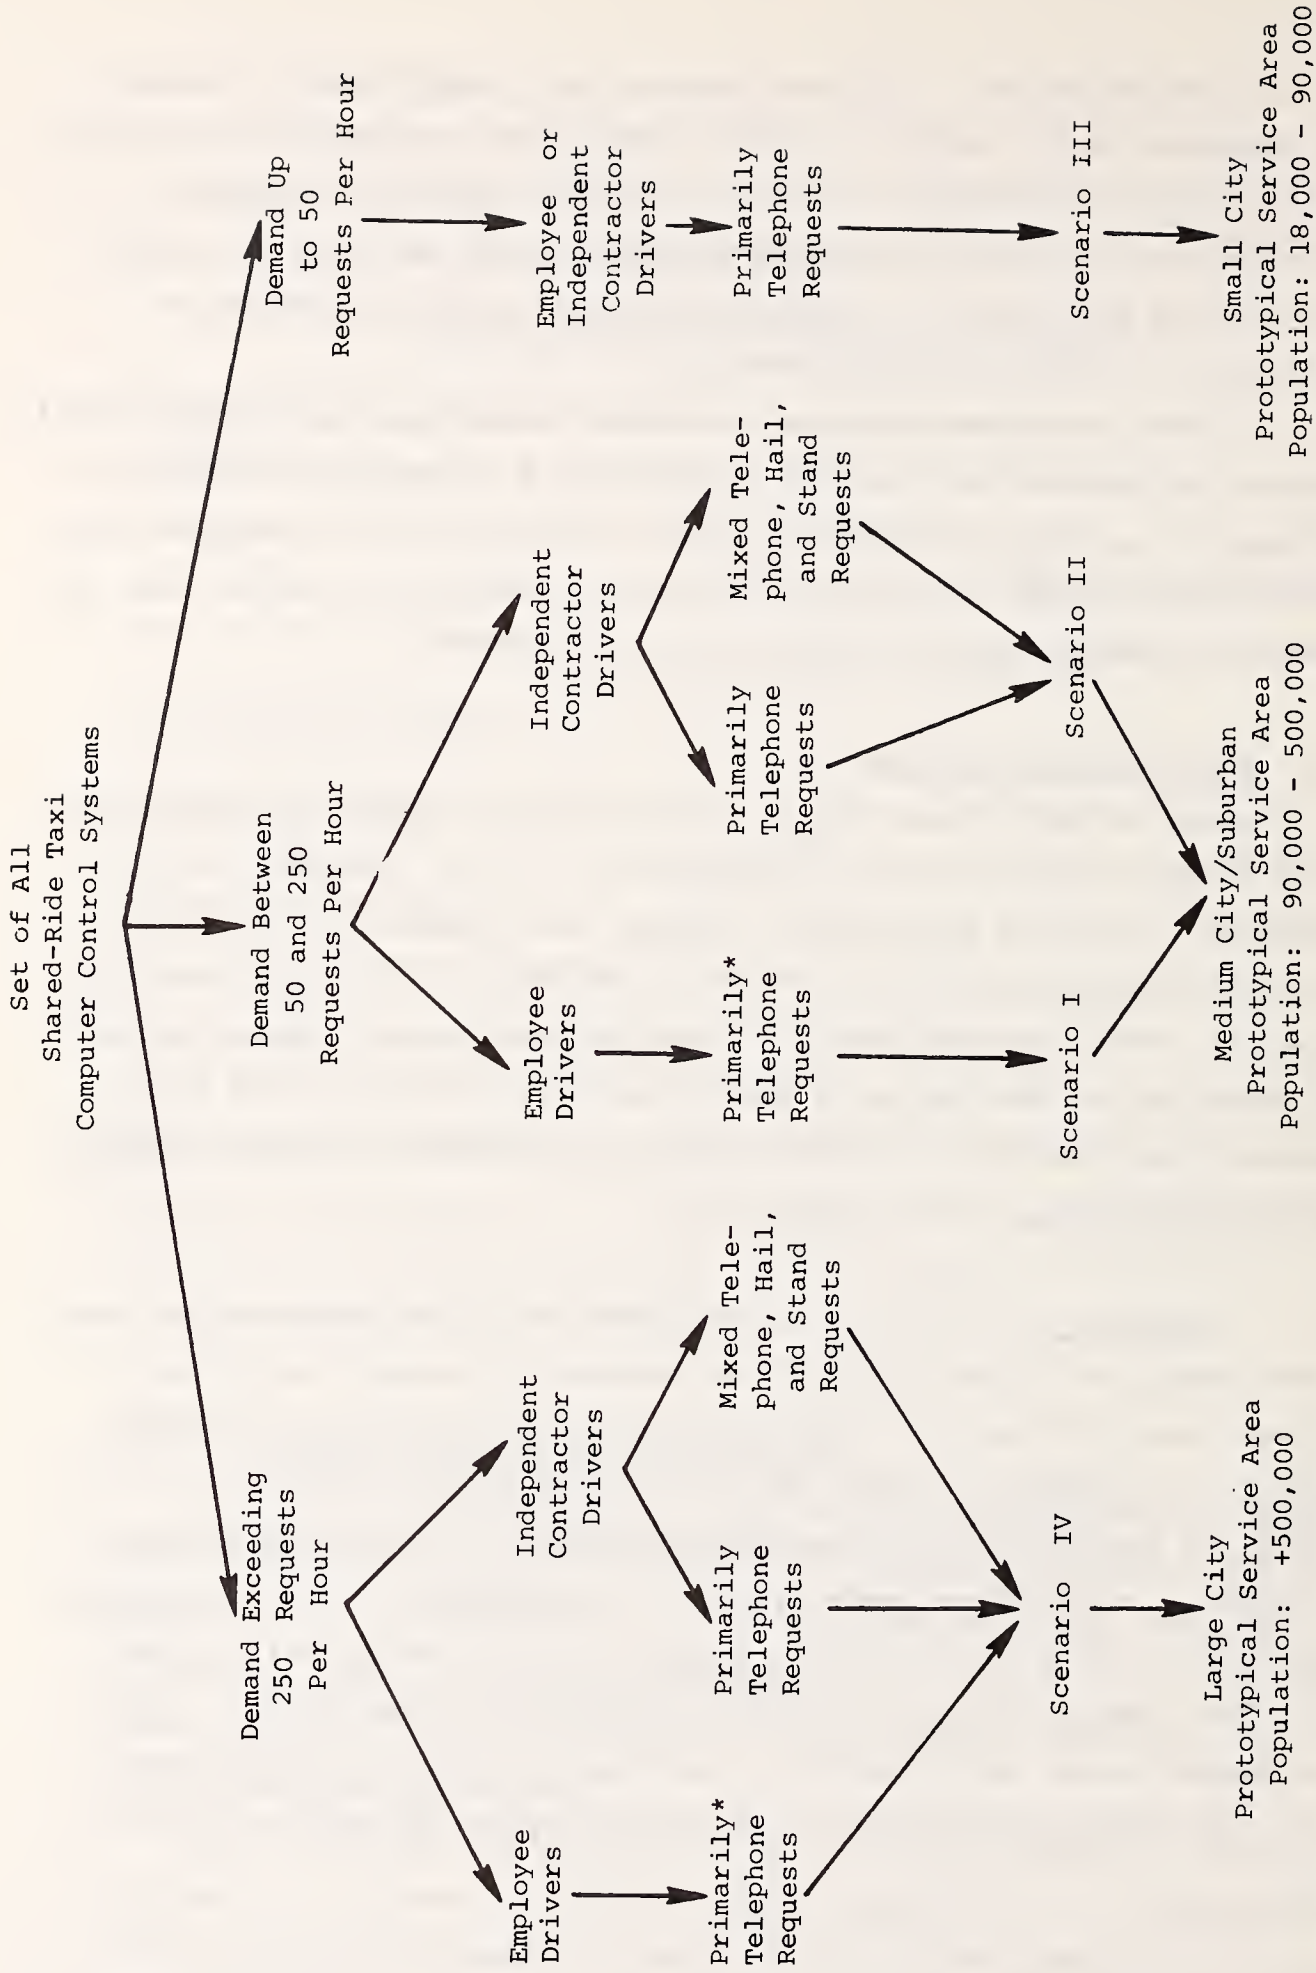 Set of All
Shared-Ride Taxi
Computer Control Systems
Demand Exceeding
250 Requests
Per Hour
Demand Between
50 and 250
Requests Per Hour
Demand Up
to 50
Requests Per Hour
Employee
Drivers
Independent
Contractor
Drivers
Employee
Drivers
Independent
Contractor
Drivers
Employee or
Independent
Contractor
Drivers
Primarily*
Telephone
Requests
Primarily
Telephone
Requests
Mixed Tele-
phone, Hail,
and Stand
Requests
Primarily*
Telephone
Requests
Primarily
Telephone
Requests
Mixed Tele-
phone, Hail,
and Stand
Requests
Primarily
Telephone
Requests
Scenario IV
Scenario I
Scenario II
Scenario III
Large City
Prototypical Service Area
Population: +500,000
Medium City/Suburban
Prototypical Service Area
Population: 90,000 - 500,000
Small City
Prototypical Service Area
Population: 18,000 - 90,000